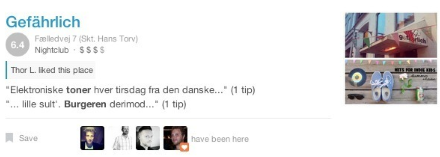 Gefährlich
6.4
Fælledvej 7 (Skt. Hans Torv)
Nightclub · $ $ $ $
Thor L. liked this place
"Elektroniske toner hver tirsdag fra den danske..." (1 tip)
"... lille sult'. Burgeren derimod..." (1 tip)
Save
have been here